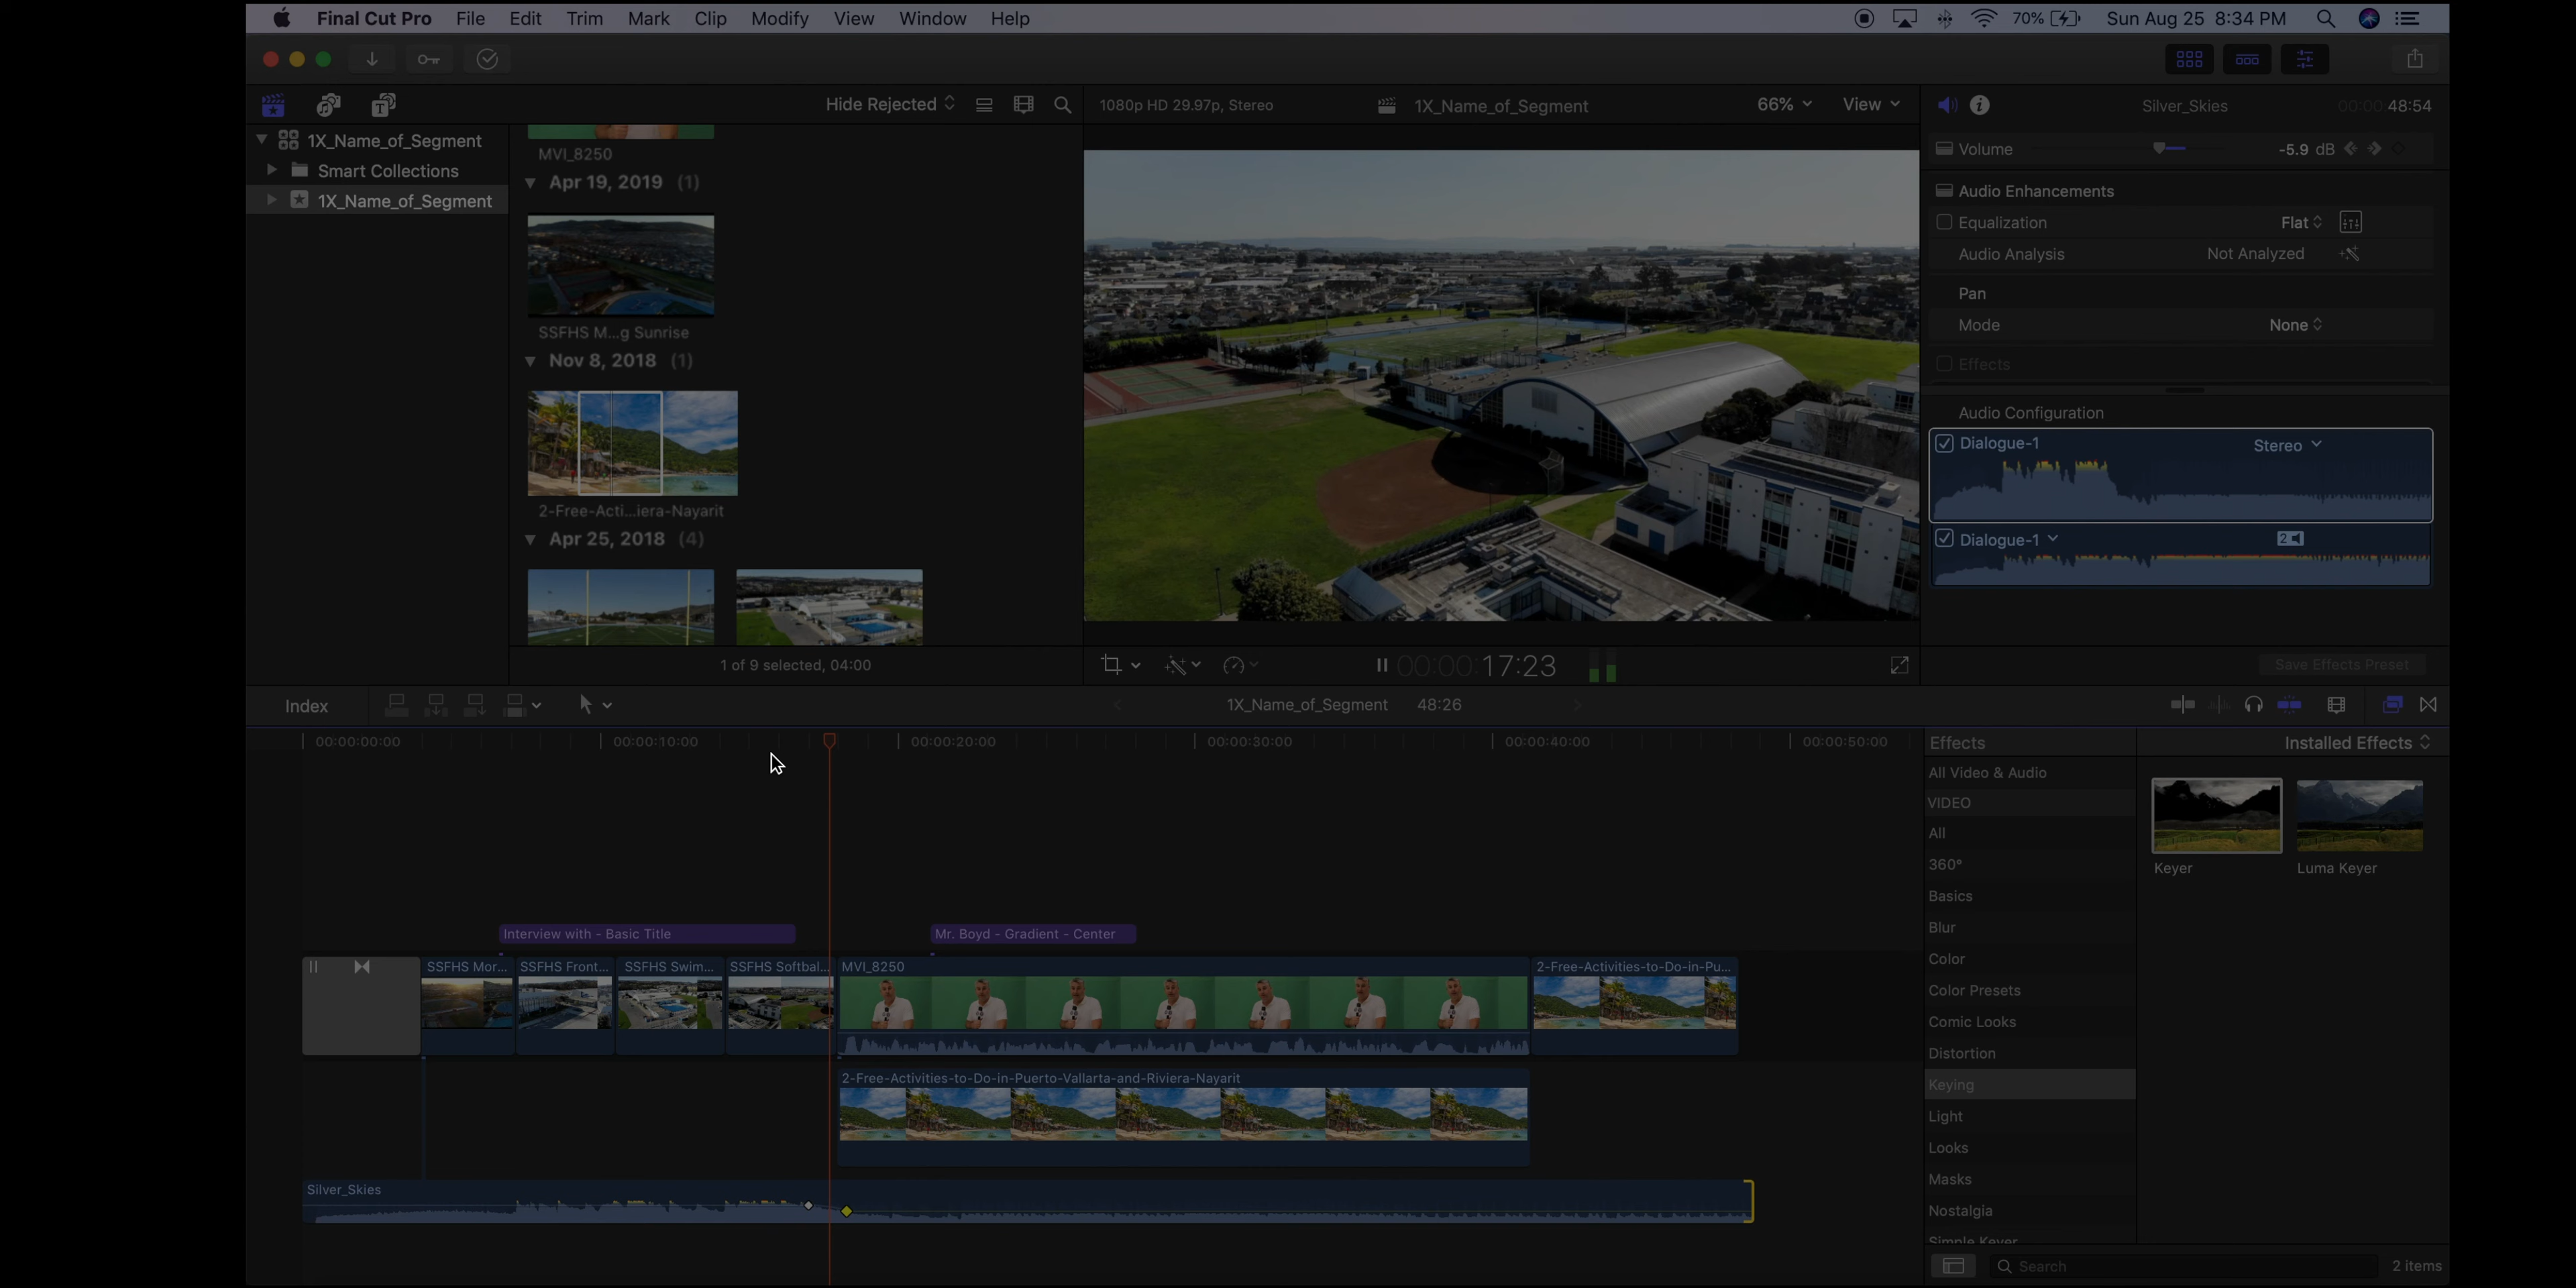 Final Cut Pro File Edit Trim Mark Clip Modify View Window Help 70% Sun Aug 25 8:34 PM
Hide Rejected
1080p HD 29.97p, Stereo 1X_Name_of_Segment 66% View
Silver_Skies 00:00:48:54
1X_Name_of_Segment
Smart Collections
1X_Name_of_Segment
MVI_8250
Apr 19, 2019 (1)
SSFHS M...g Sunrise
Nov 8, 2018 (1)
2-Free-Acti...iera-Nayarit
Apr 25, 2018 (4)
1 of 9 selected, 04:00
00:00:17:23
Volume -5.9 dB
Audio Enhancements
Equalization Flat
Audio Analysis Not Analyzed
Pan
Mode None
Effects
Audio Configuration
Dialogue-1 Stereo
Dialogue-1 2
Save Effects Preset
Index 1X_Name_of_Segment 48:26
00:00:00:00 00:00:10:00 00:00:20:00 00:00:30:00 00:00:40:00 00:00:50:00
Interview with - Basic Title Mr. Boyd - Gradient - Center
SSFHS Mor... SSFHS Front... SSFHS Swim... SSFHS Softbal... MVI_8250 2-Free-Activities-to-Do-in-Pu...
2-Free-Activities-to-Do-in-Puerto-Vallarta-and-Riviera-Nayarit
Silver_Skies
Effects Installed Effects
All Video & Audio
VIDEO
All
360°
Basics
Blur
Color
Color Presets
Comic Looks
Distortion
Keying
Light
Looks
Masks
Nostalgia
Simple Keyer
Keyer Luma Keyer
Search 2 items